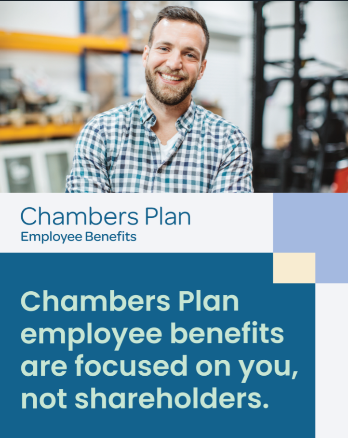 Chambers Plan
Employee Benefits
Chambers Plan
employee benefits
are focused on you,
not shareholders.